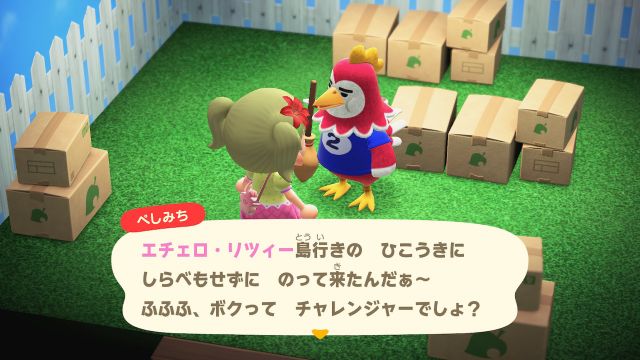 ぺしみち
エチェロ・リツィー島行きの ひこうきに
しらべもせずに のって来たんだぁ~
ふふふ、ボクって チャレンジャーでしょ?
2